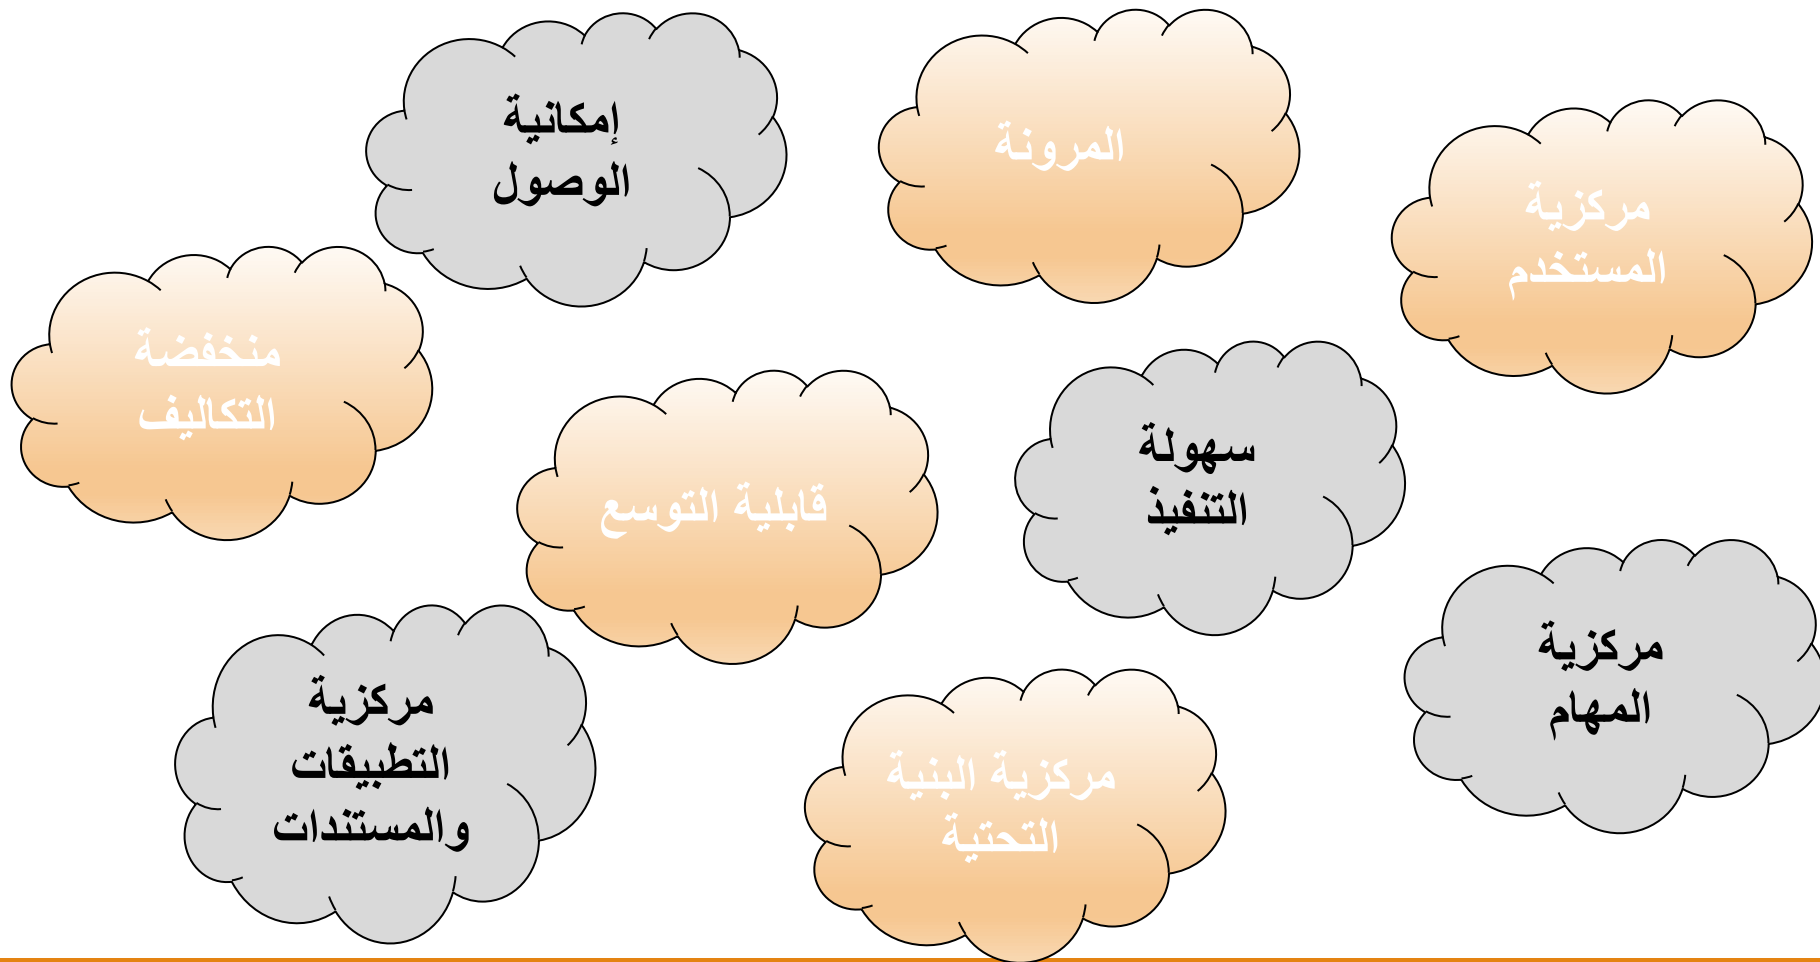 إمكانية
الوصول
المرونة
مركزية
المستخدم
منخفضة
التكاليف
قابلية التوسع
سهولة
التنفيذ
مركزية
المهام
مركزية
التطبيقات
والمستندات
مركزية البنية
التحتية